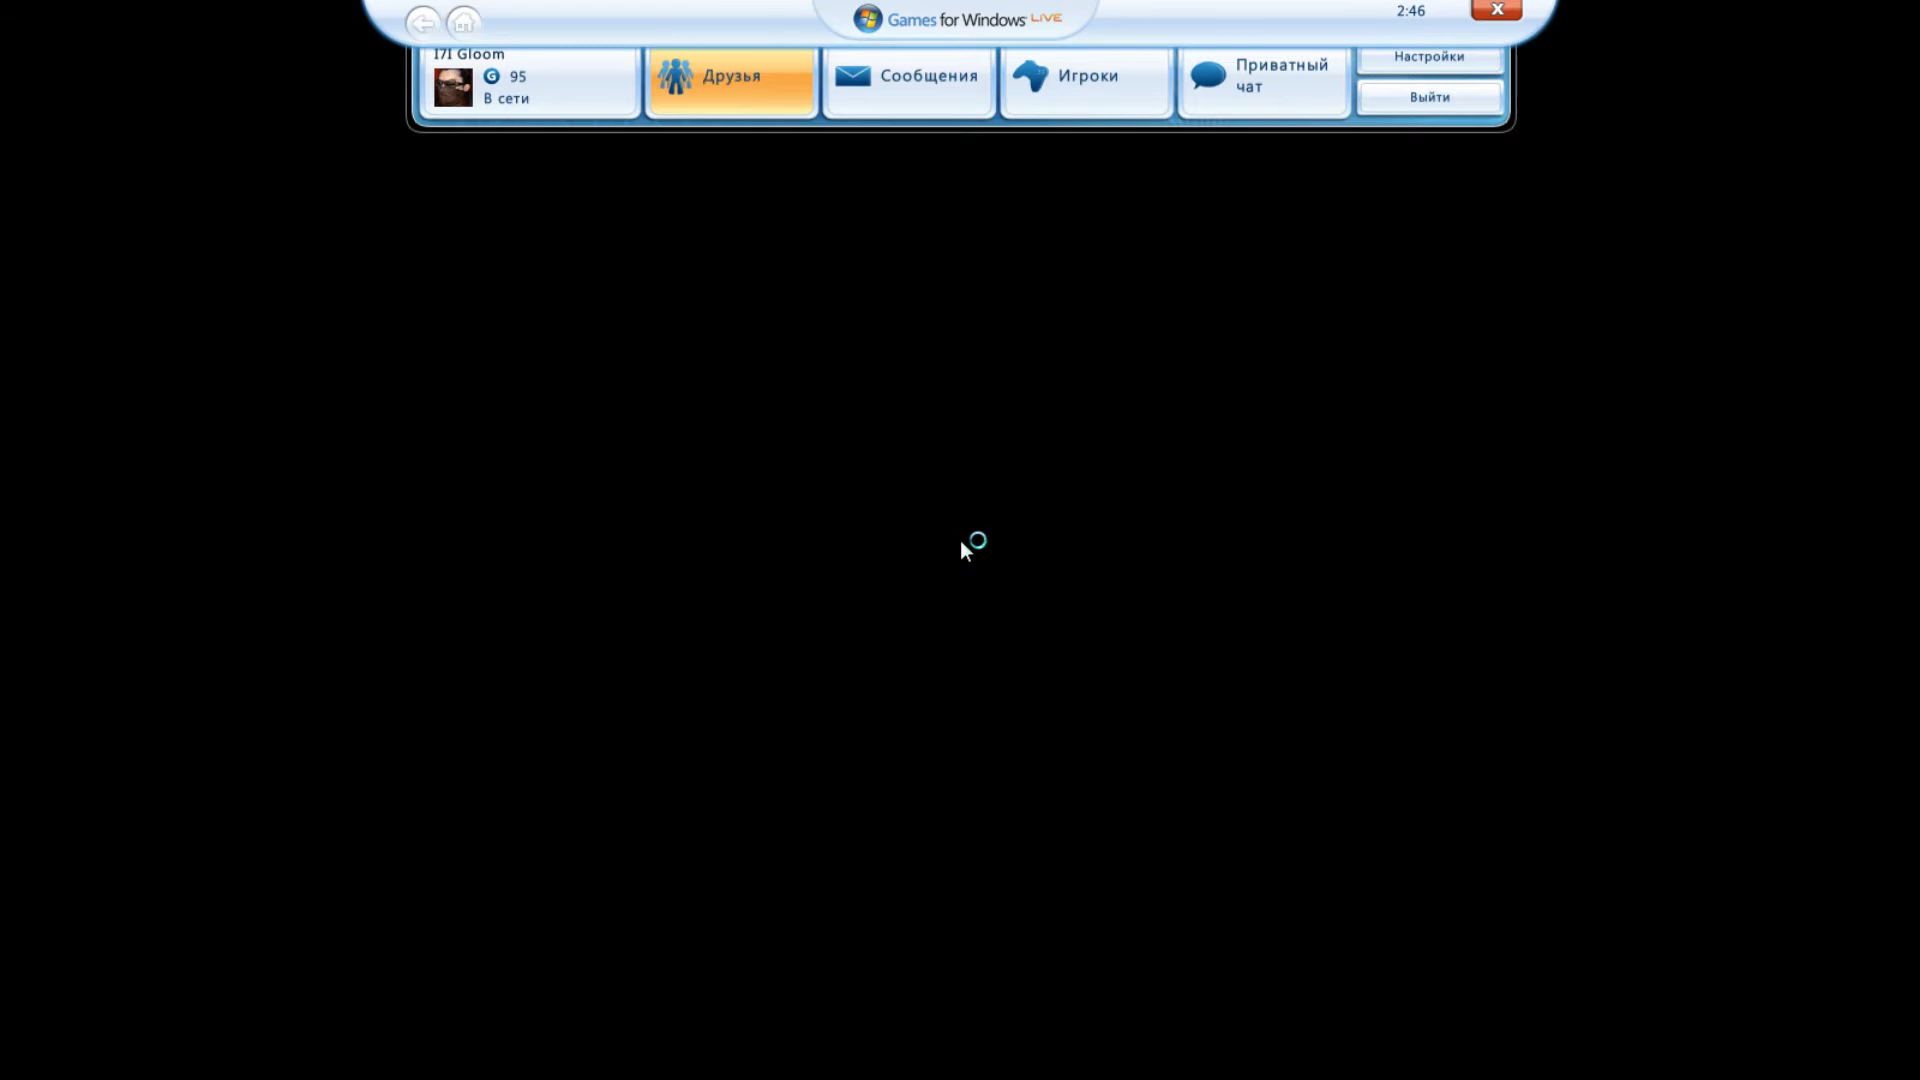 Games for Windows LIVE
2:46
X
I7I Gloom
G 95
В сети
Друзья
Сообщения
Игроки
Приватный
чат
Настройки
Выйти